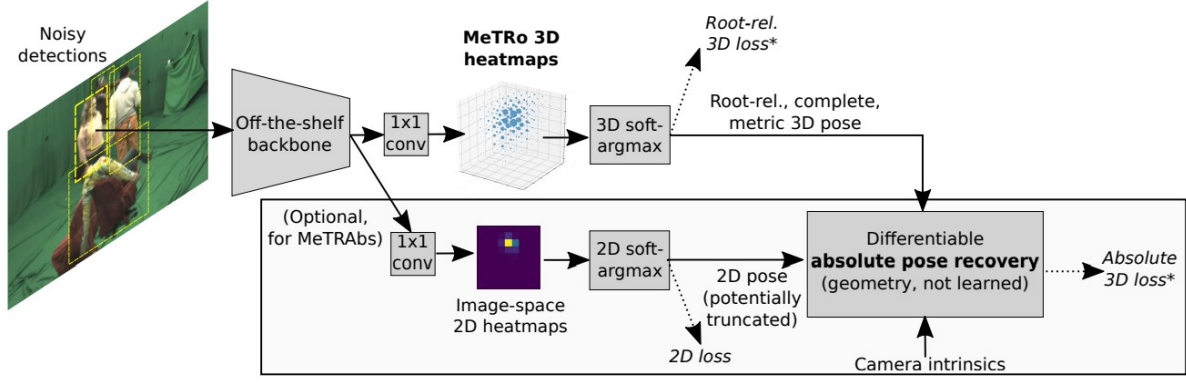 Noisy
detections
Off-the-shelf
backbone
1x1
conv
MeTRo 3D
heatmaps
3D soft-
argmax
Root-rel.
3D loss*
Root-rel., complete,
metric 3D pose
(Optional,
for MeTRAbs)
1x1
conv
Image-space
2D heatmaps
2D soft-
argmax
2D pose
(potentially
truncated)
2D loss
Differentiable
absolute pose recovery
(geometry, not learned)
Camera intrinsics
Absolute
3D loss*